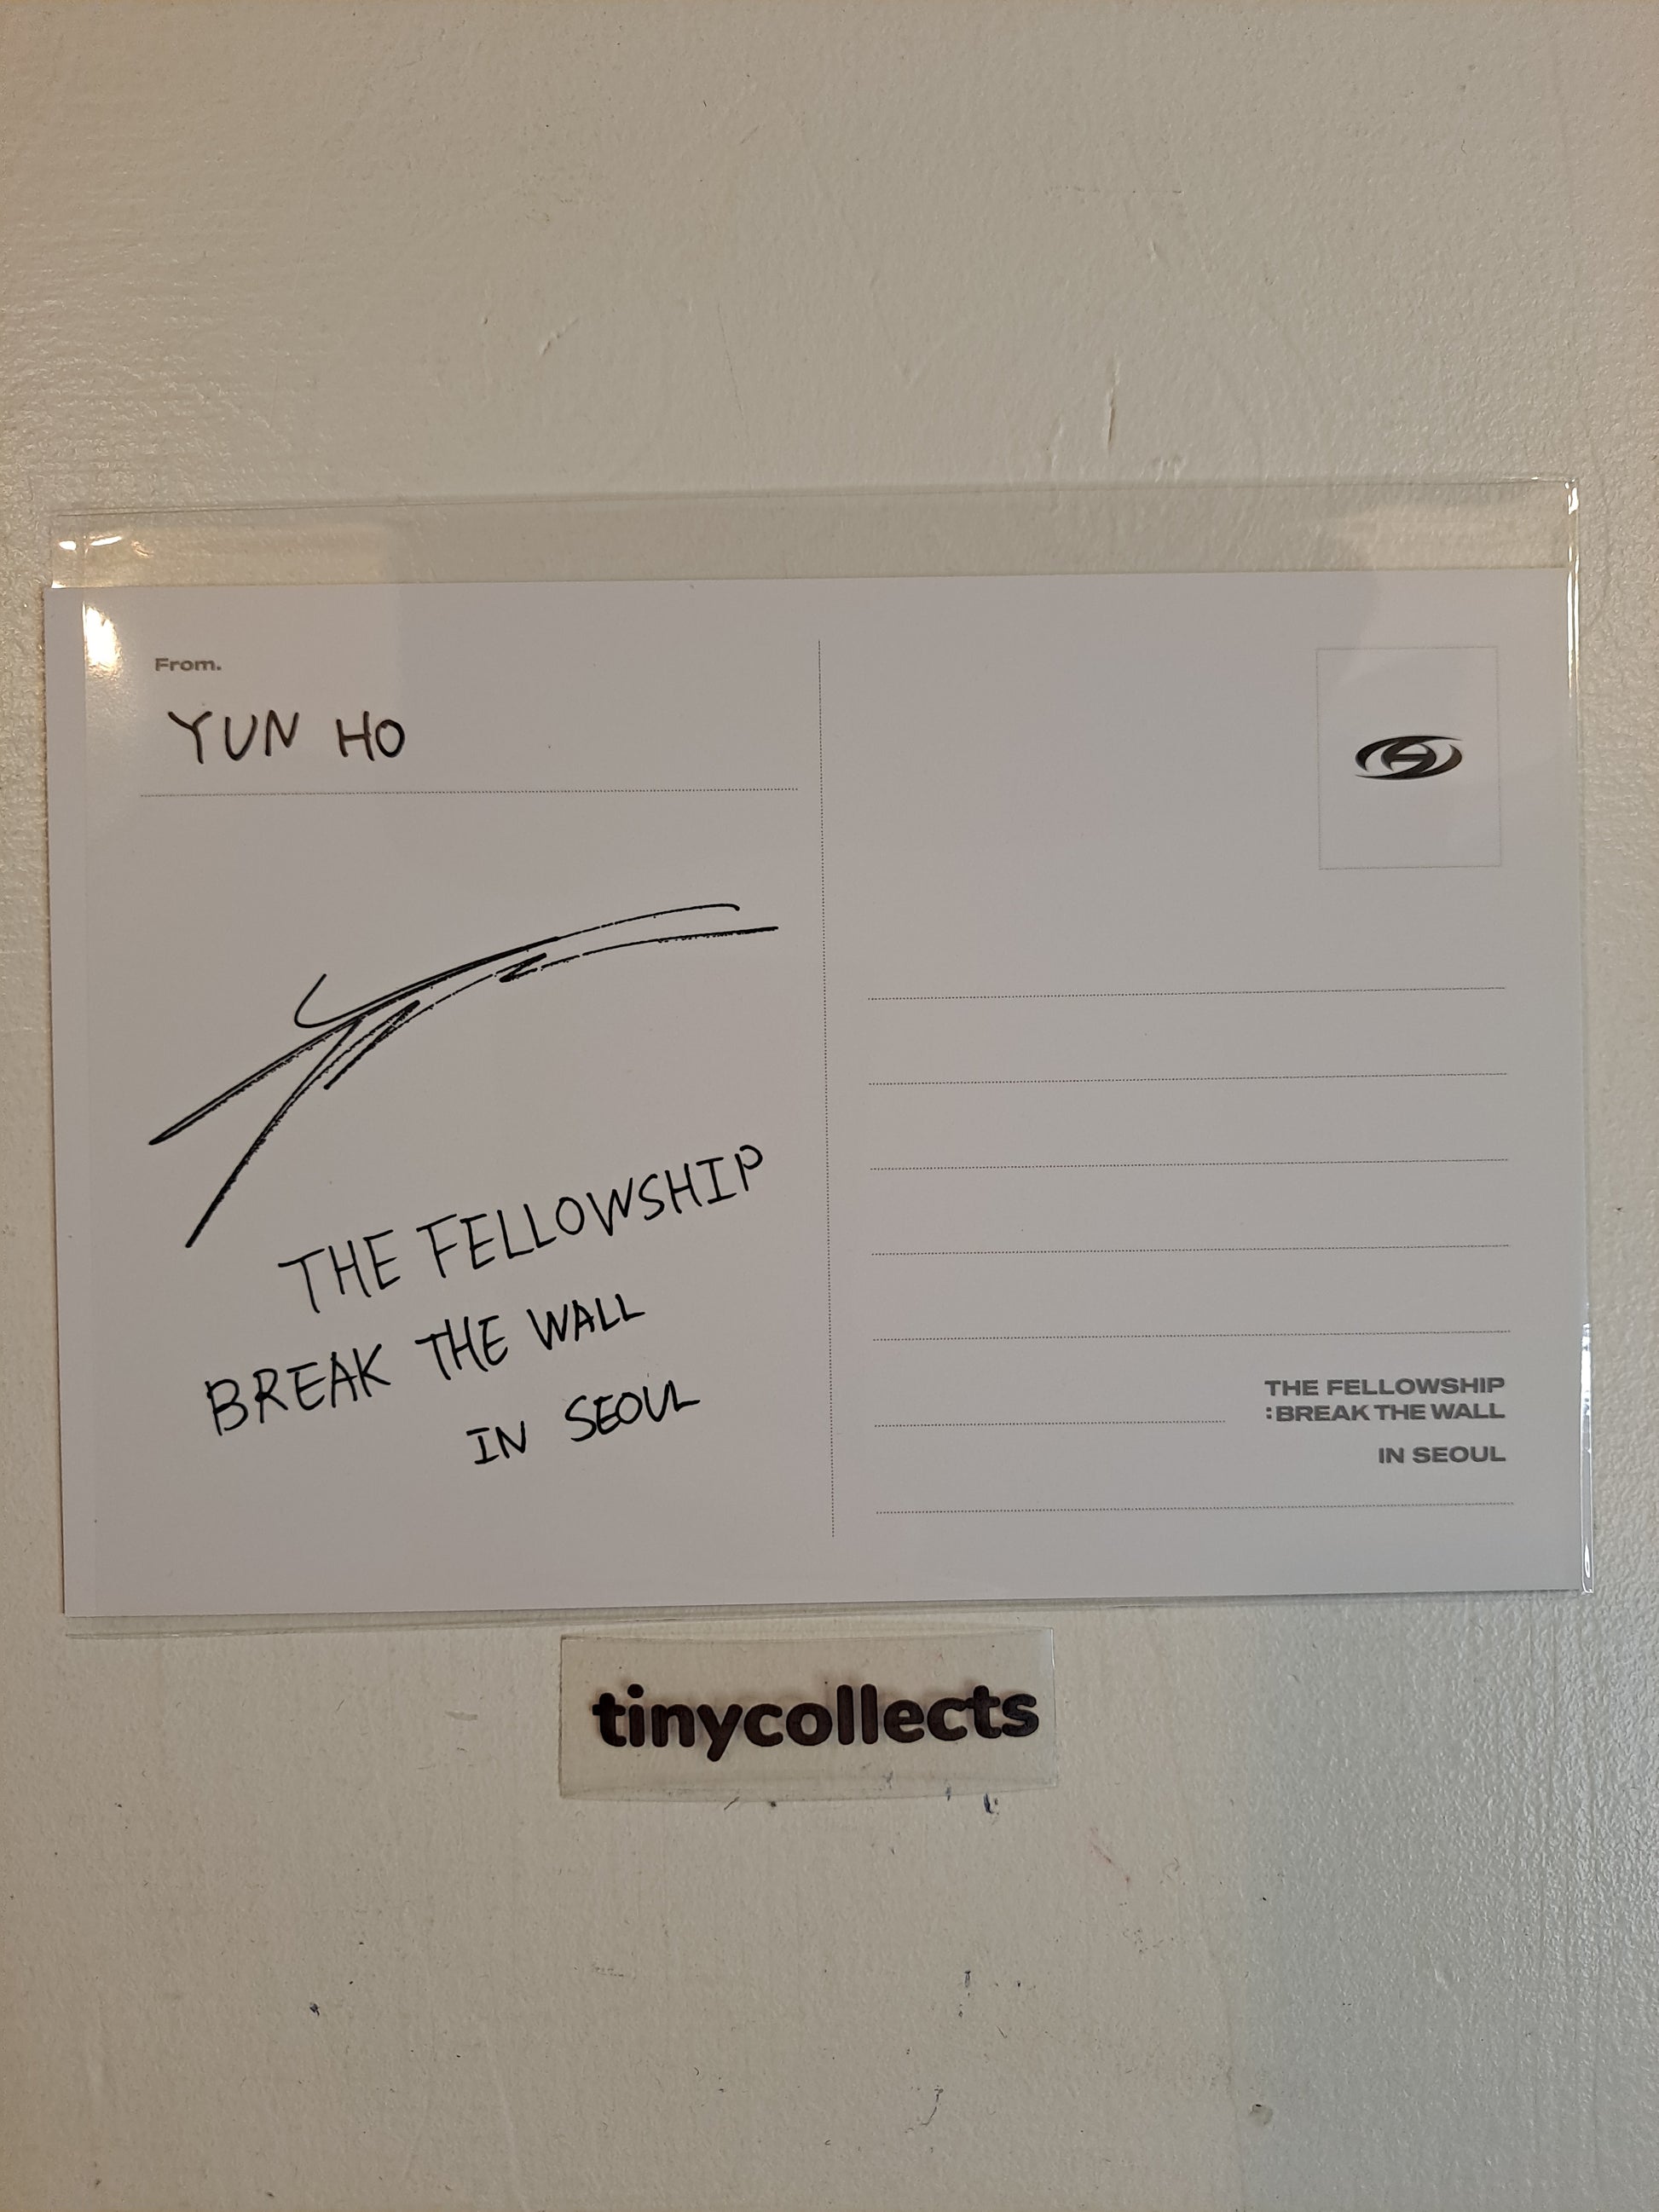 From.
YUN HO
THE FELLOWSHIP
BREAK THE WALL
IN SEOUL
THE FELLOWSHIP
:BREAK THE WALL
IN SEOUL
tinycollects